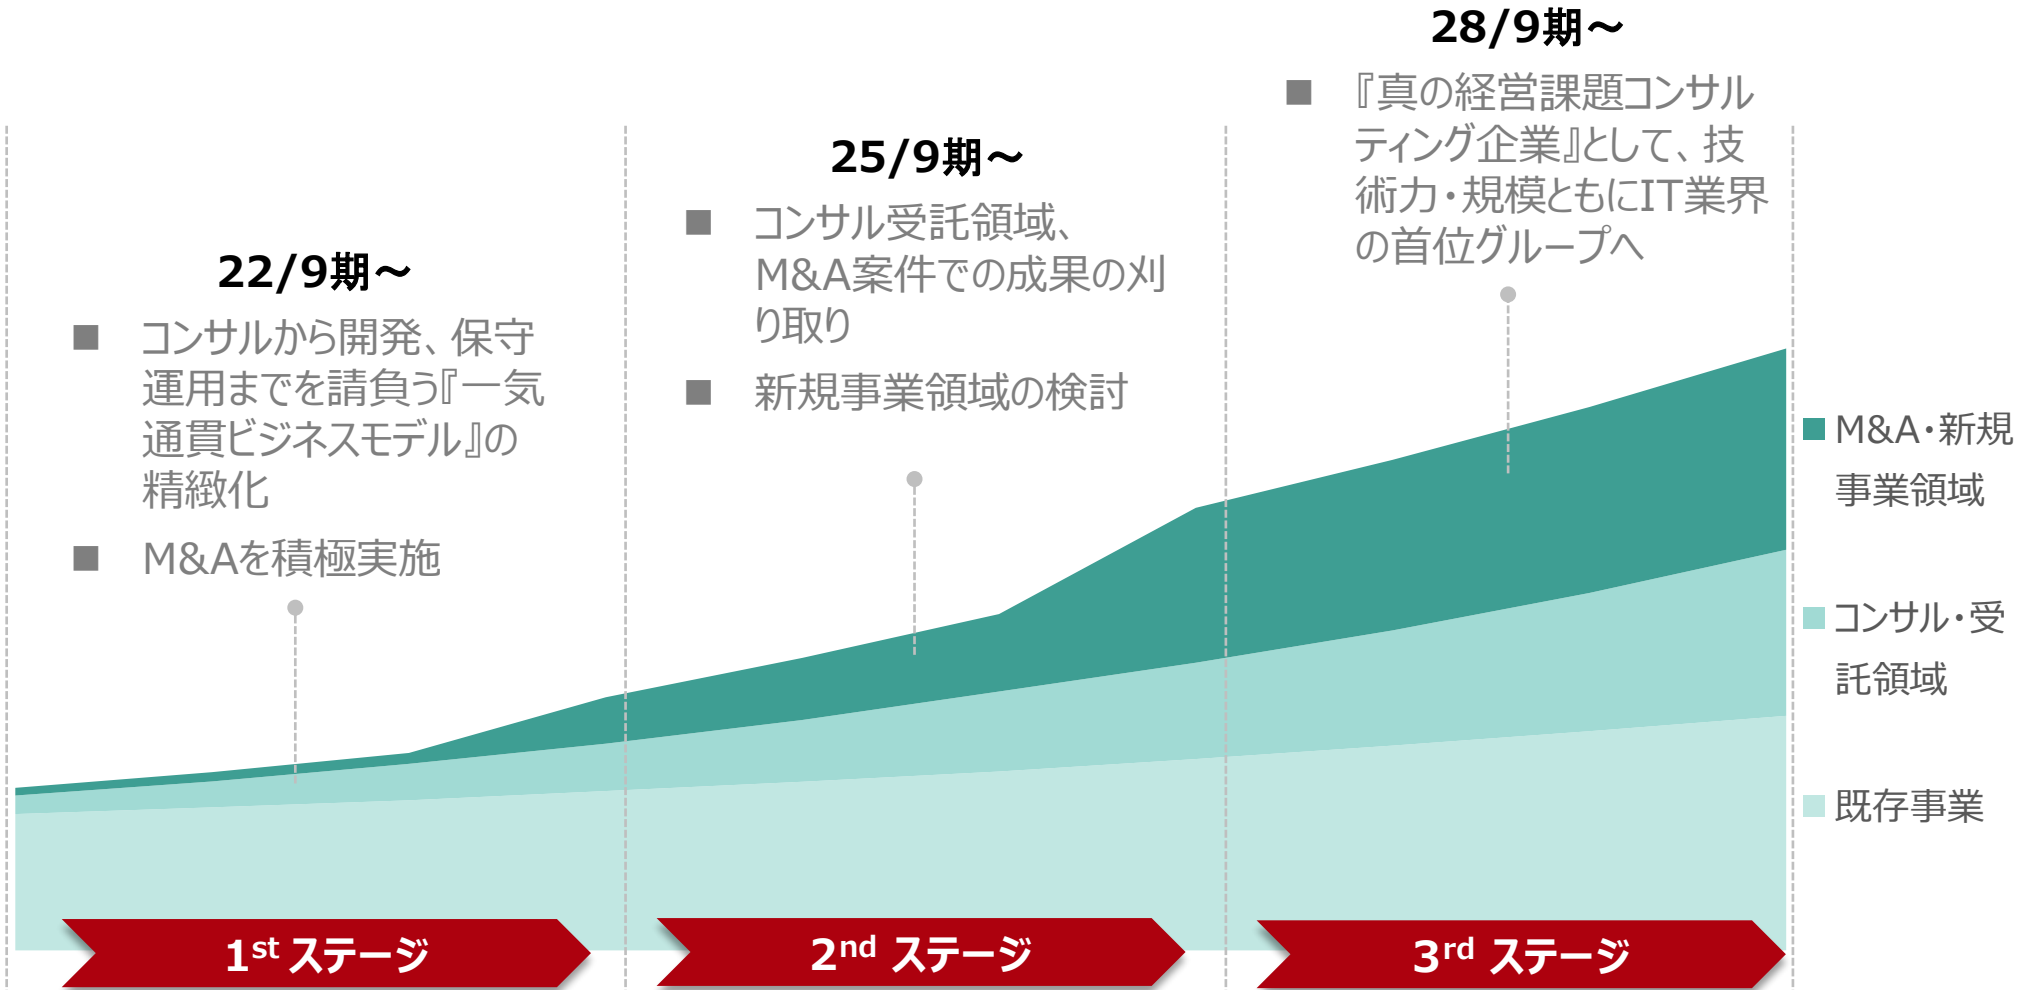 22/9期～
■ コンサルから開発、保守
運用までを請負う『一気
通貫ビジネスモデル』の
精緻化
■ M&Aを積極実施
25/9期～
■ コンサル受託領域、
M&A案件での成果の刈
り取り
■ 新規事業領域の検討
28/9期～
■ 『真の経営課題コンサル
ティング企業』として、技
術力・規模ともにIT業界
の首位グループへ
M&A・新規
事業領域
コンサル・受
託領域
既存事業
1st ステージ
2nd ステージ
3rd ステージ